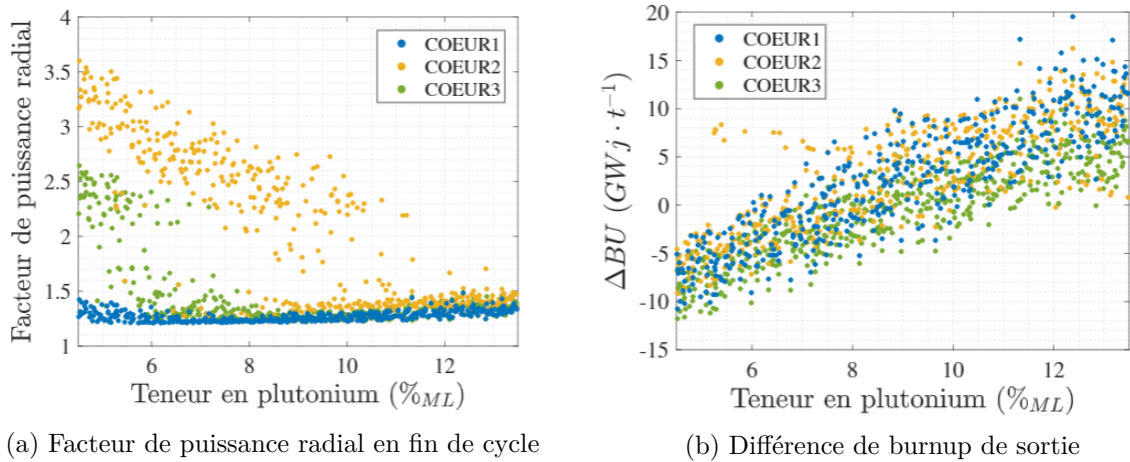 Facteur de puissance radial
4
3.5
3
2.5
2
1.5
1
6
8
10
12
COEUR1
COEUR2
COEUR3
Teneur en plutonium (%ML)
(a) Facteur de puissance radial en fin de cycle
ΔBU (GWj · t⁻¹)
20
15
10
5
0
-5
-10
-15
6
8
10
12
COEUR1
COEUR2
COEUR3
Teneur en plutonium (%ML)
(b) Différence de burnup de sortie